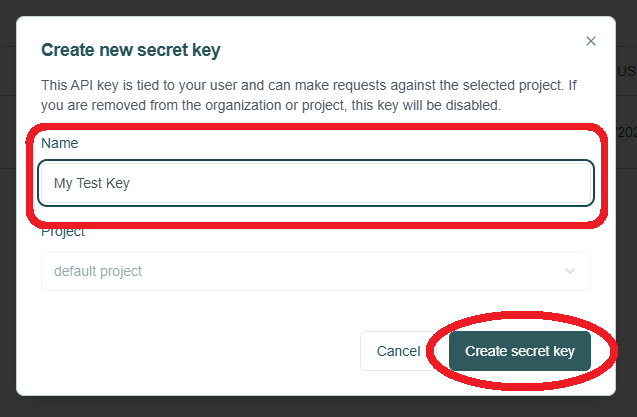 Create new secret key
This API key is tied to your user and can make requests against the selected project. If
you are removed from the organization or project, this key will be disabled.
Name
My Test Key
Project
default project
Cancel
Create secret key